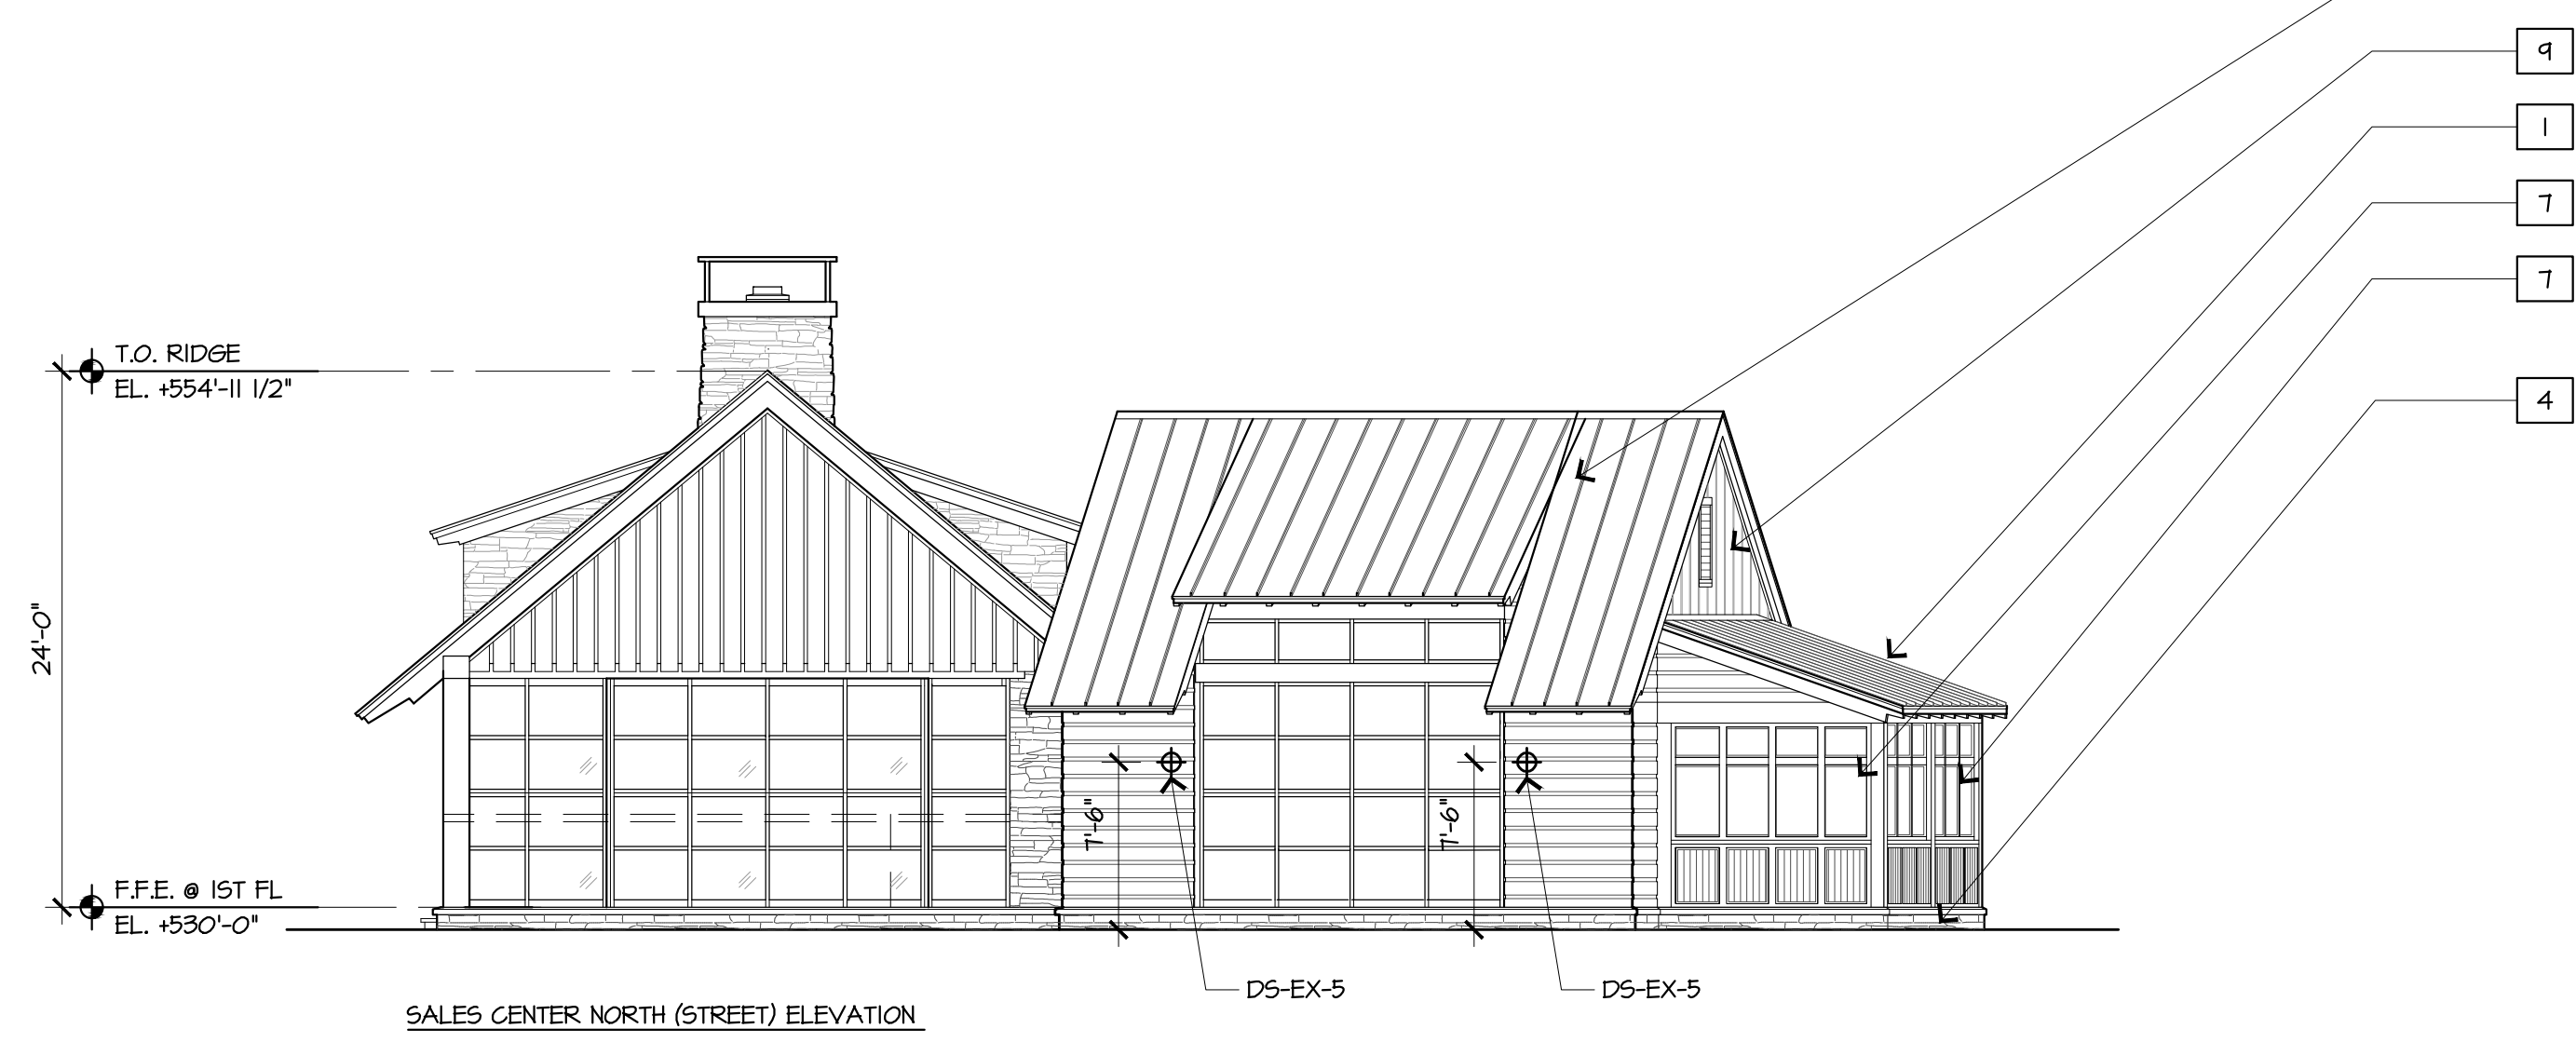 9
1
7
7
4
T.O. RIDGE
EL. +554'-11 1/2"
24'-0"
7'-6"
7'-6"
F.F.E. @ 1ST FL
EL. +530'-0"
DS-EX-5
DS-EX-5
SALES CENTER NORTH (STREET) ELEVATION